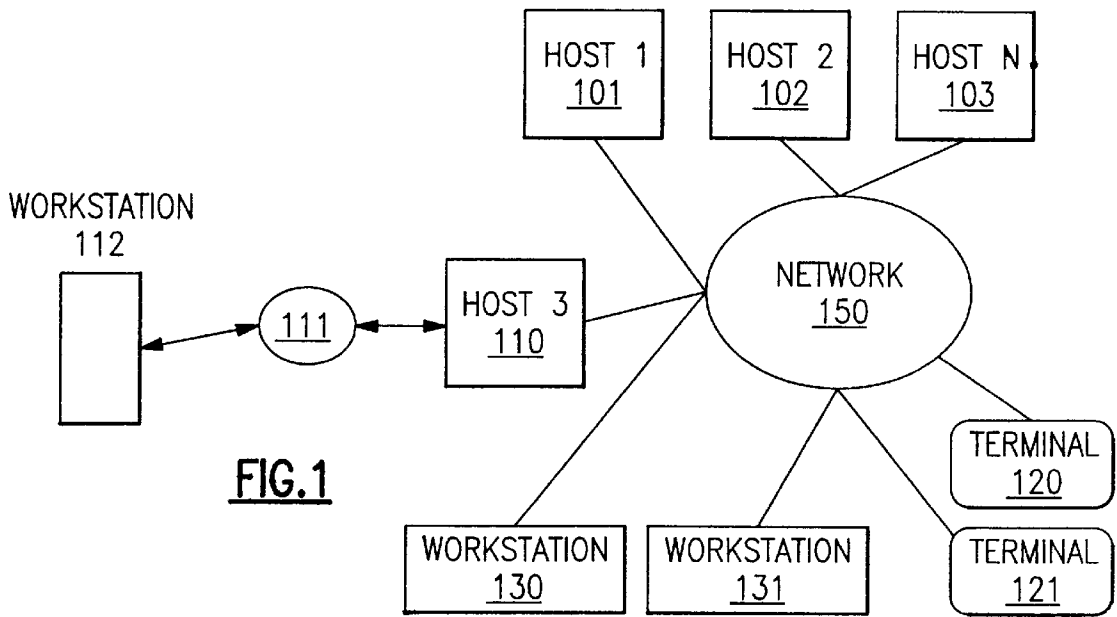 HOST 1
101
HOST 2
102
HOST N
103
WORKSTATION
112
111
HOST 3
110
NETWORK
150
FIG.1
TERMINAL
120
WORKSTATION
130
WORKSTATION
131
TERMINAL
121